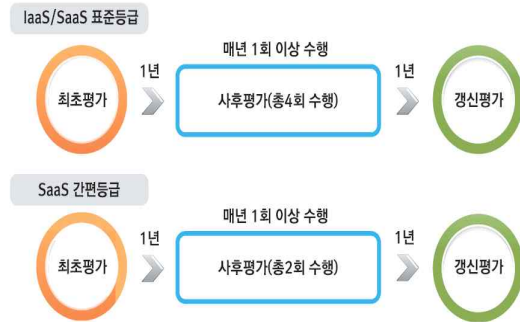 IaaS/SaaS 표준등급
매년 1회 이상 수행
최초평가
1년
사후평가(총4회 수행)
1년
갱신평가
SaaS 간편등급
매년 1회 이상 수행
최초평가
1년
사후평가(총2회 수행)
1년
갱신평가